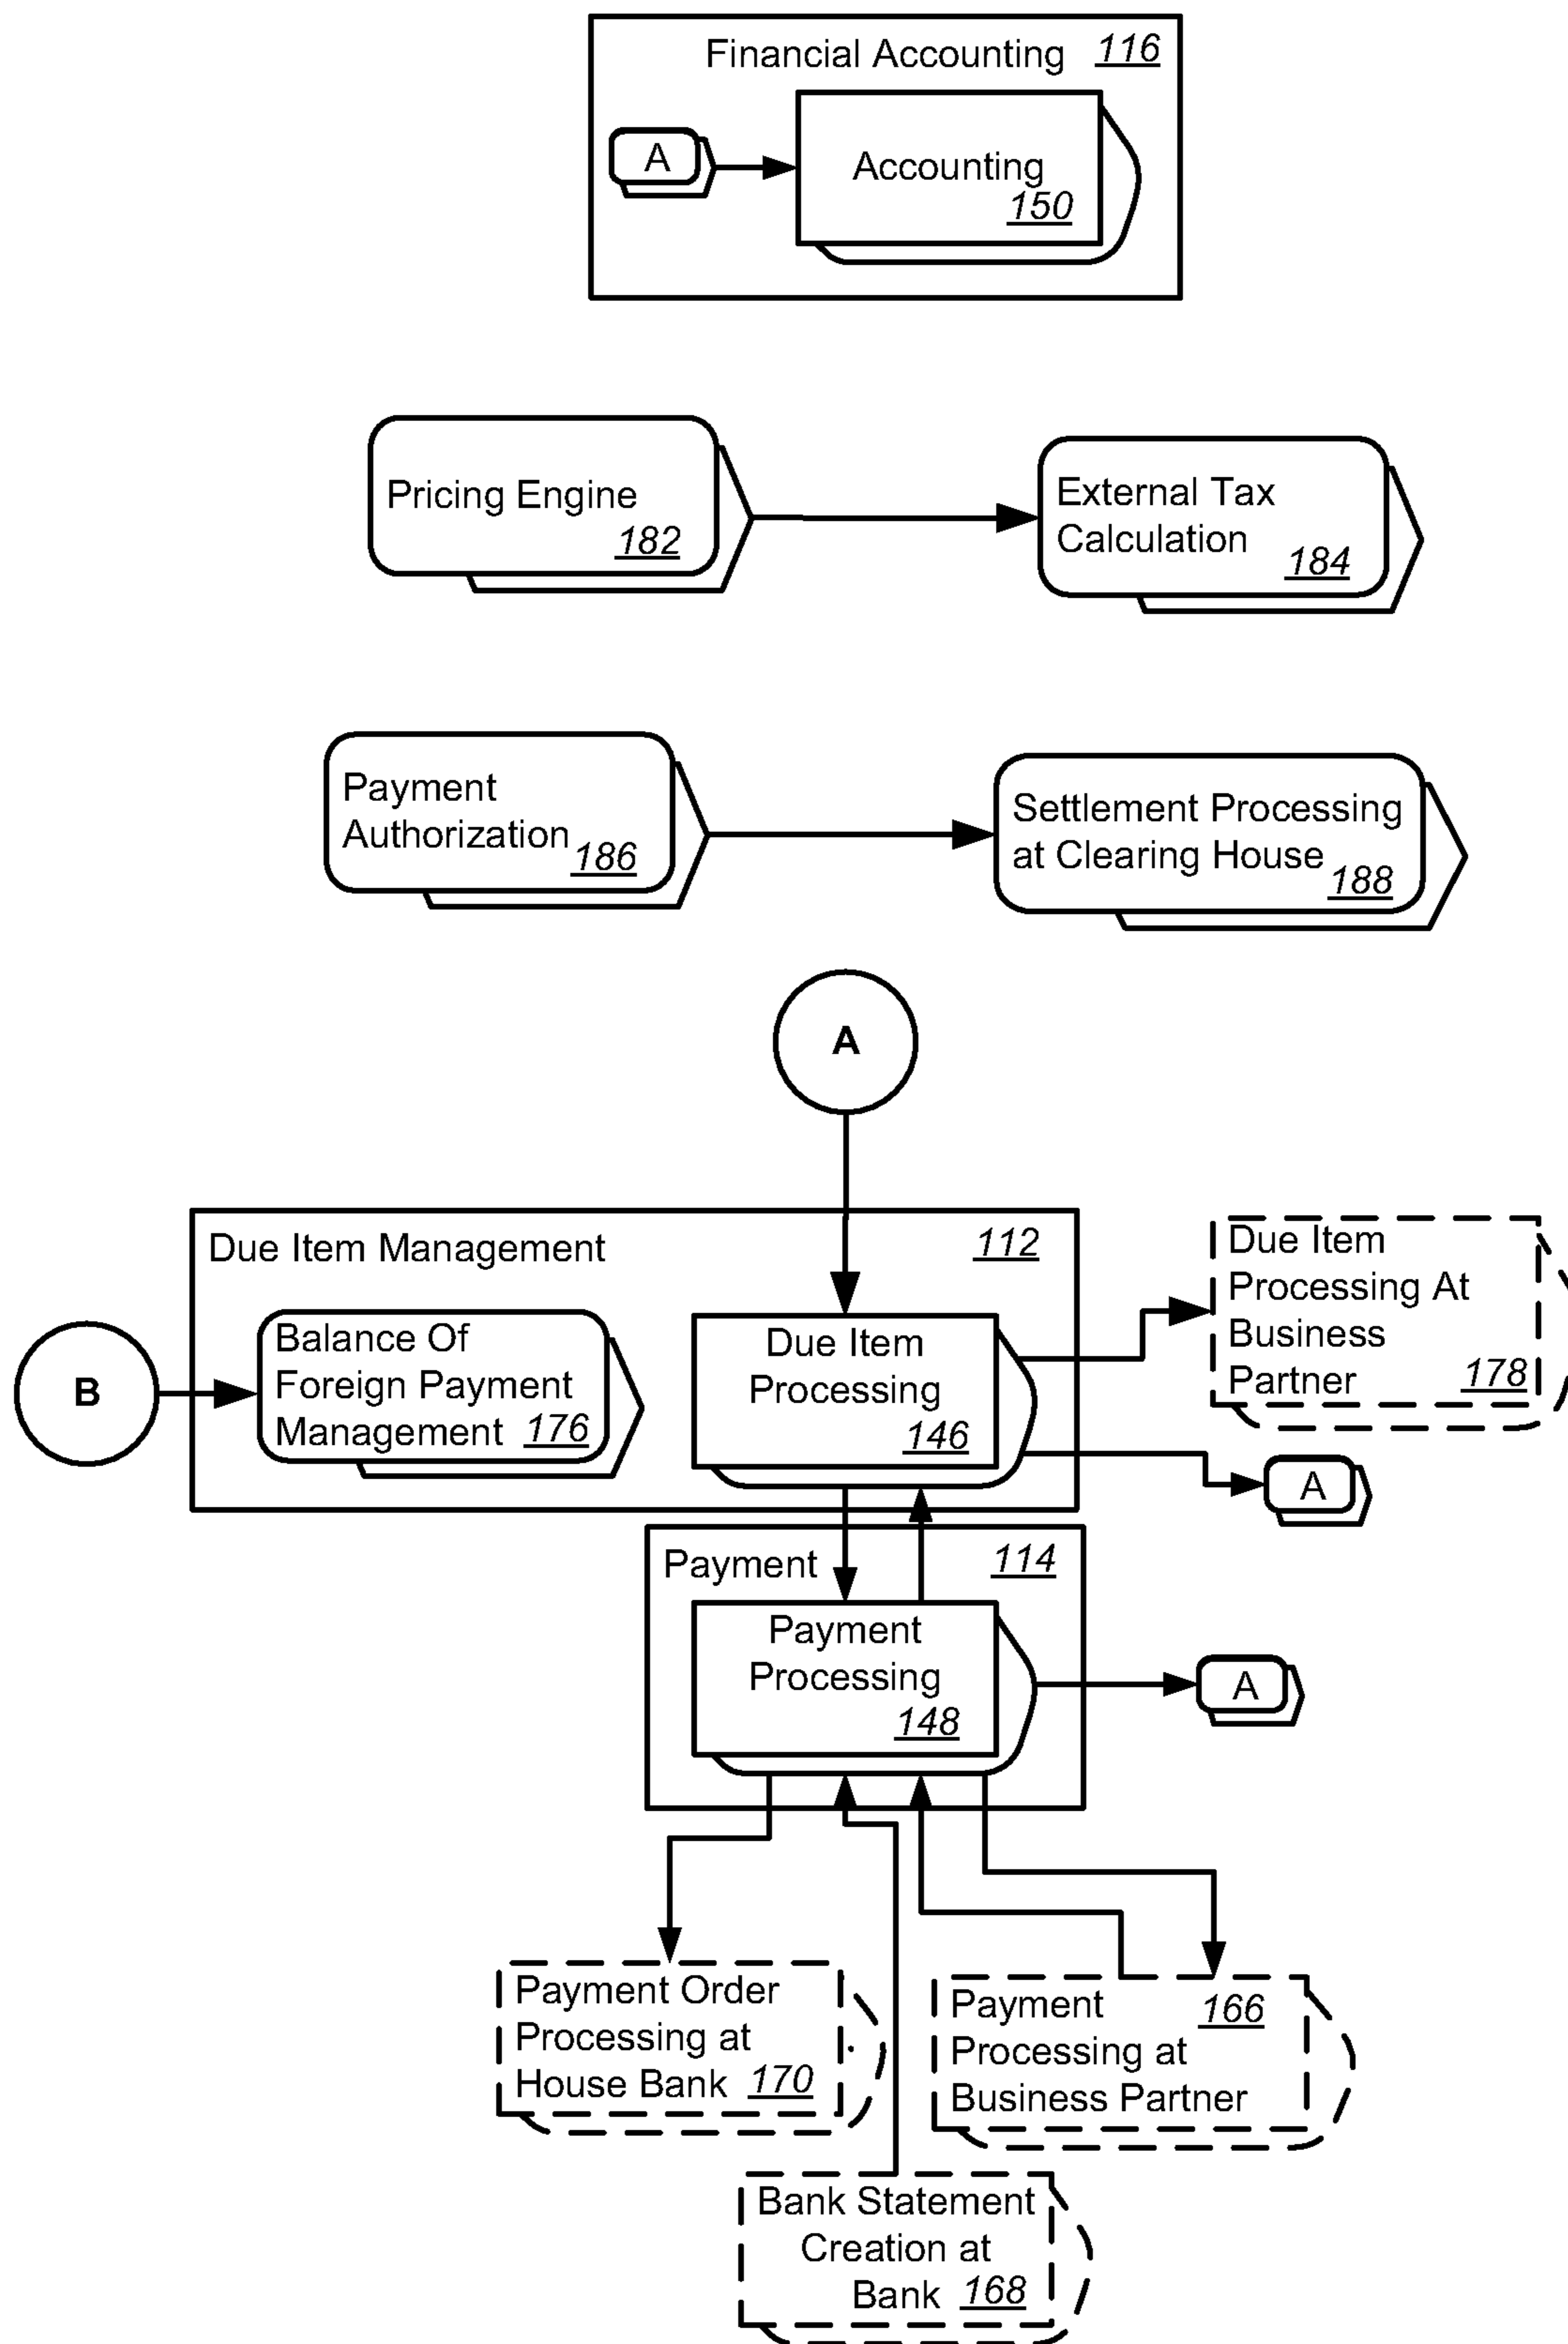 Financial Accounting 116
A
Accounting
150
Pricing Engine
182
External Tax
Calculation
184
Payment
Authorization
186
Settlement Processing
at Clearing House
188
A
Due Item Management 112
B
Balance Of
Foreign Payment
Management 176
Due Item
Processing
146
Due Item
Processing At
Business
Partner 178
A
Payment 114
Payment
Processing
148
A
Payment Order
Processing at
House Bank 170
Payment 166
Processing at
Business Partner
Bank Statement
Creation at
Bank 168